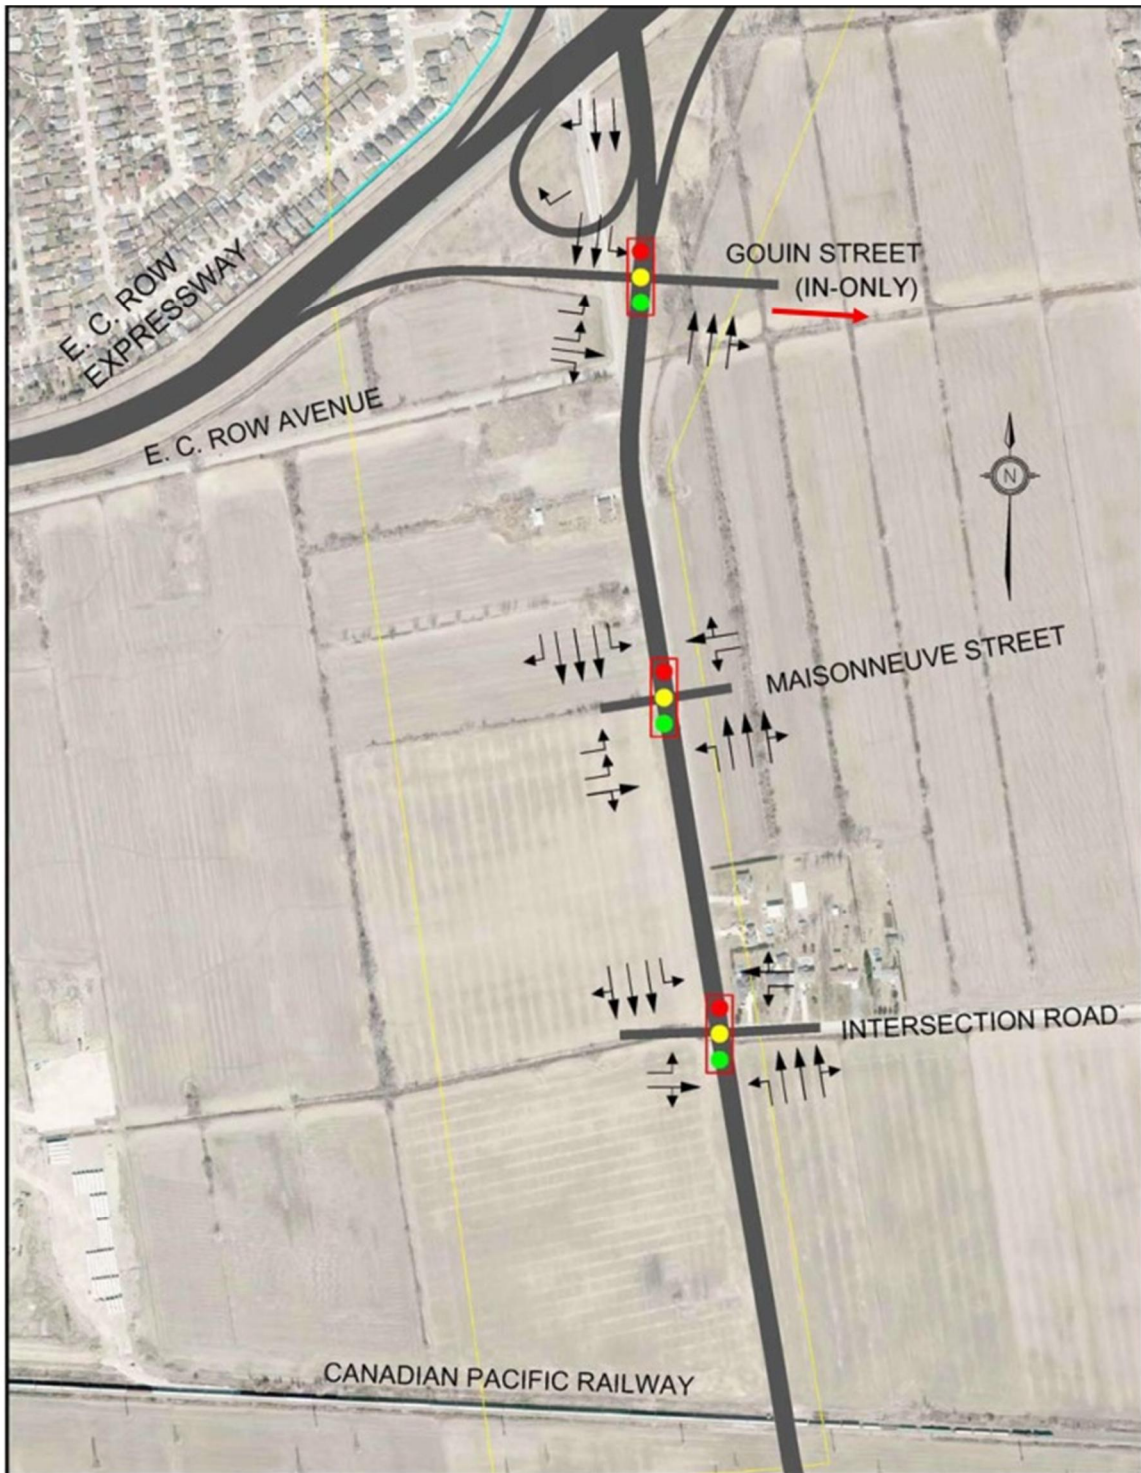 GOUIN STREET
(IN-ONLY)
E. C. ROW
EXPRESSWAY
E. C. ROW AVENUE
N
MAISONNEUVE STREET
INTERSECTION ROAD
CANADIAN PACIFIC RAILWAY